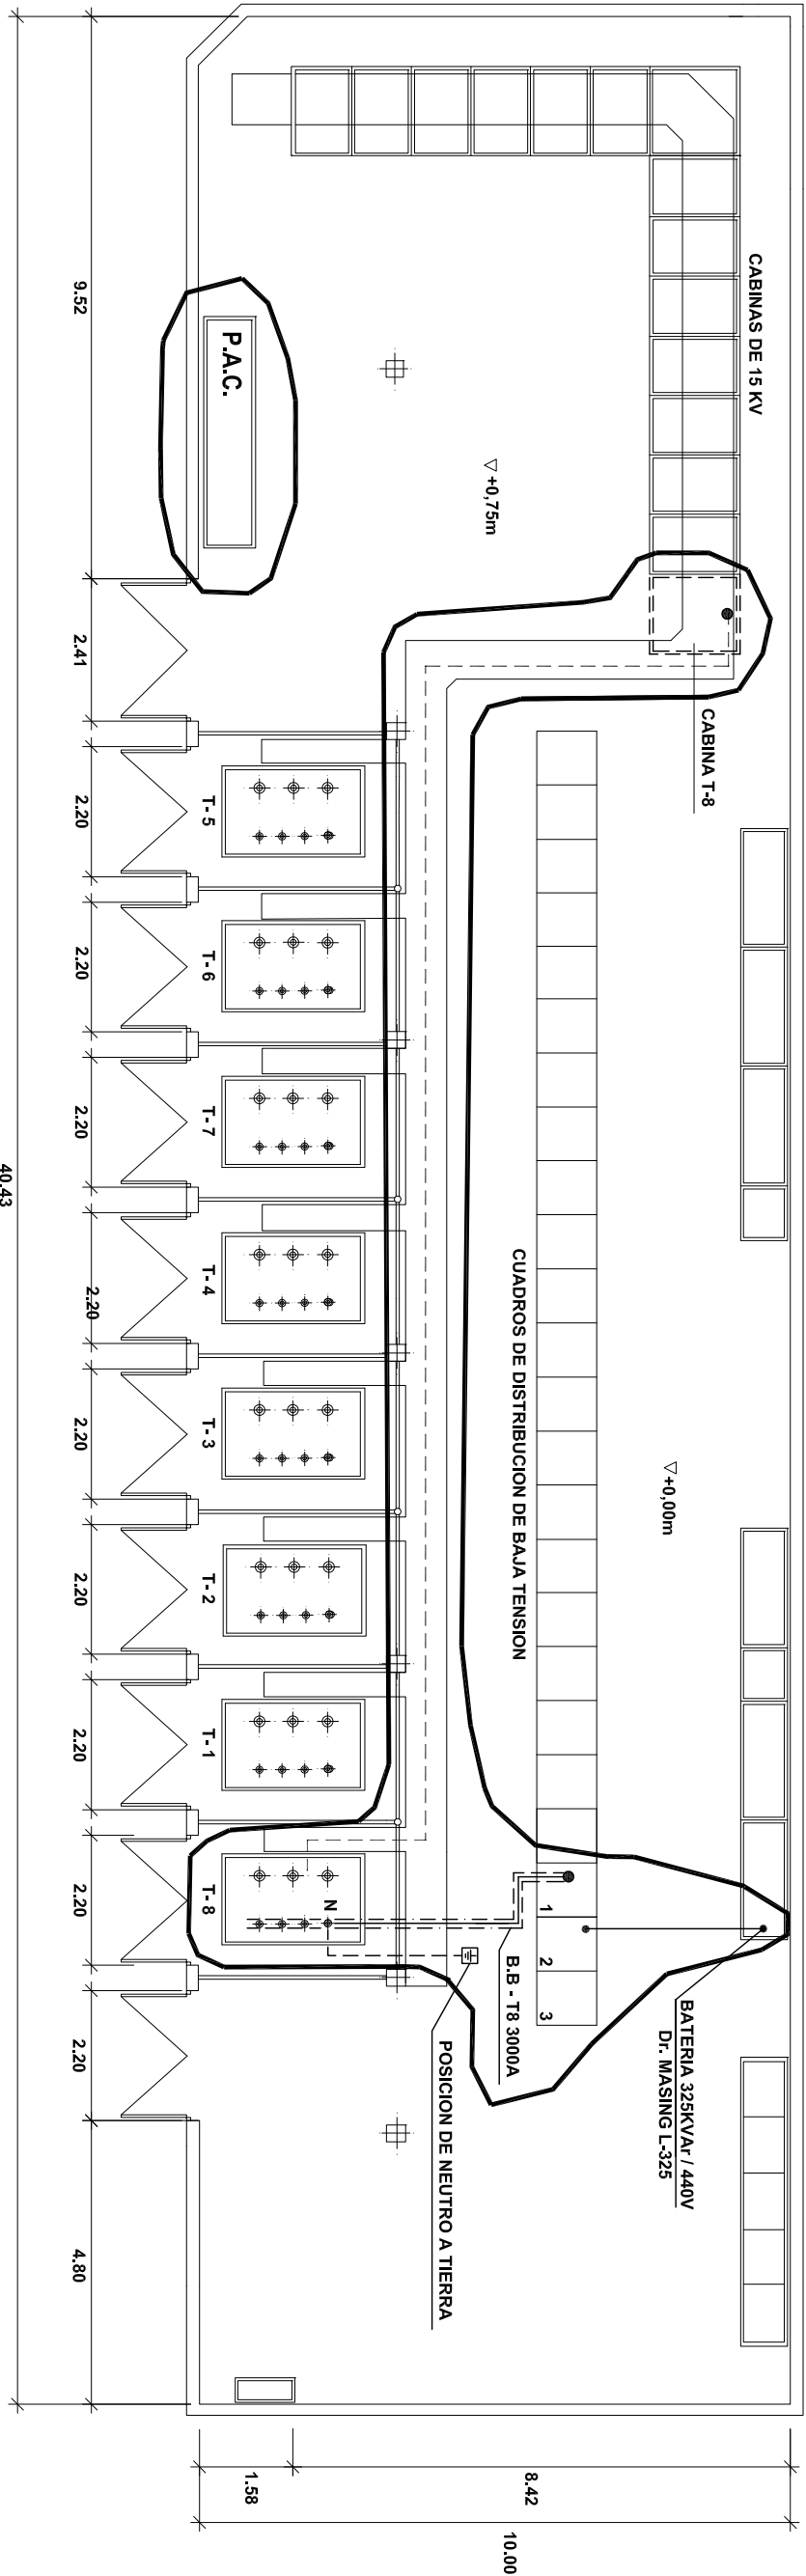 CABINAS DE 15 KV
9.52
P.A.C.
▽ +0,75m
2.41
CABINA T-8
2.20
T- 5
2.20
T- 6
2.20
T- 7
40.43
2.20
T- 4
CUADROS DE DISTRIBUCION DE BAJA TENSION
2.20
T- 3
▽ +0,00m
2.20
T- 2
2.20
T- 1
2.20
T- 8
N
1
2
3
B.B - T8 3000A
BATERIA 325KVAr / 440V
Dr. MASING L-325
POSICION DE NEUTRO A TIERRA
2.20
4.80
1.58
8.42
10.00